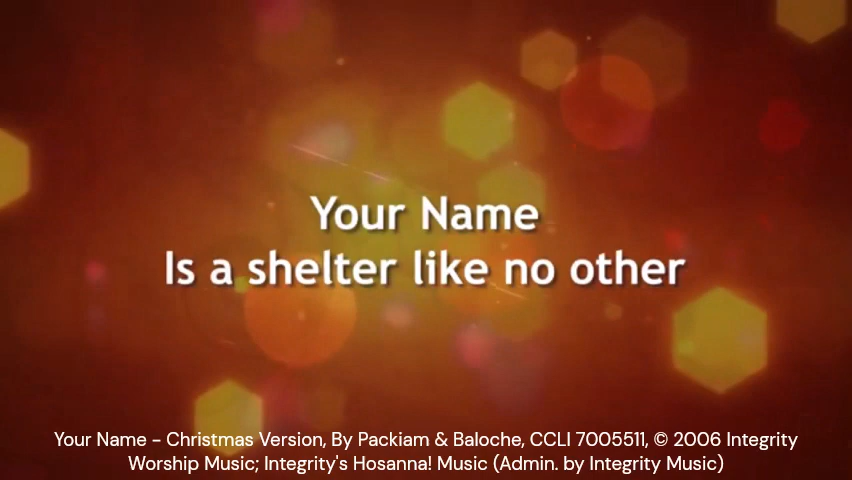 Your Name
Is a shelter like no other
Your Name - Christmas Version, By Packiam & Baloche, CCLI 7005511, © 2006 Integrity
Worship Music; Integrity's Hosanna! Music (Admin. by Integrity Music)